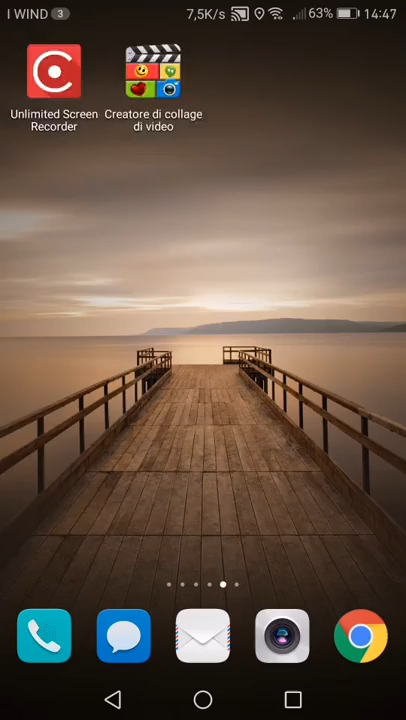 I WIND 3 7,5K/s 63% 14:47
Unlimited Screen
Recorder
Creatore di collage
di video